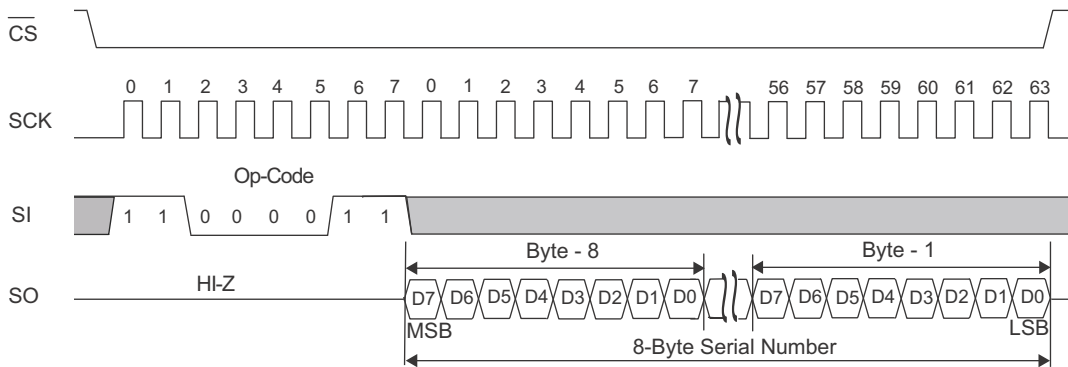 CS
0 1 2 3 4 5 6 7 0 1 2 3 4 5 6 7 56 57 58 59 60 61 62 63
SCK
Op-Code
SI 1 1 0 0 0 0 1 1
Byte - 8 Byte - 1
HI-Z
SO D7 D6 D5 D4 D3 D2 D1 D0 D7 D6 D5 D4 D3 D2 D1 D0
MSB LSB
8-Byte Serial Number